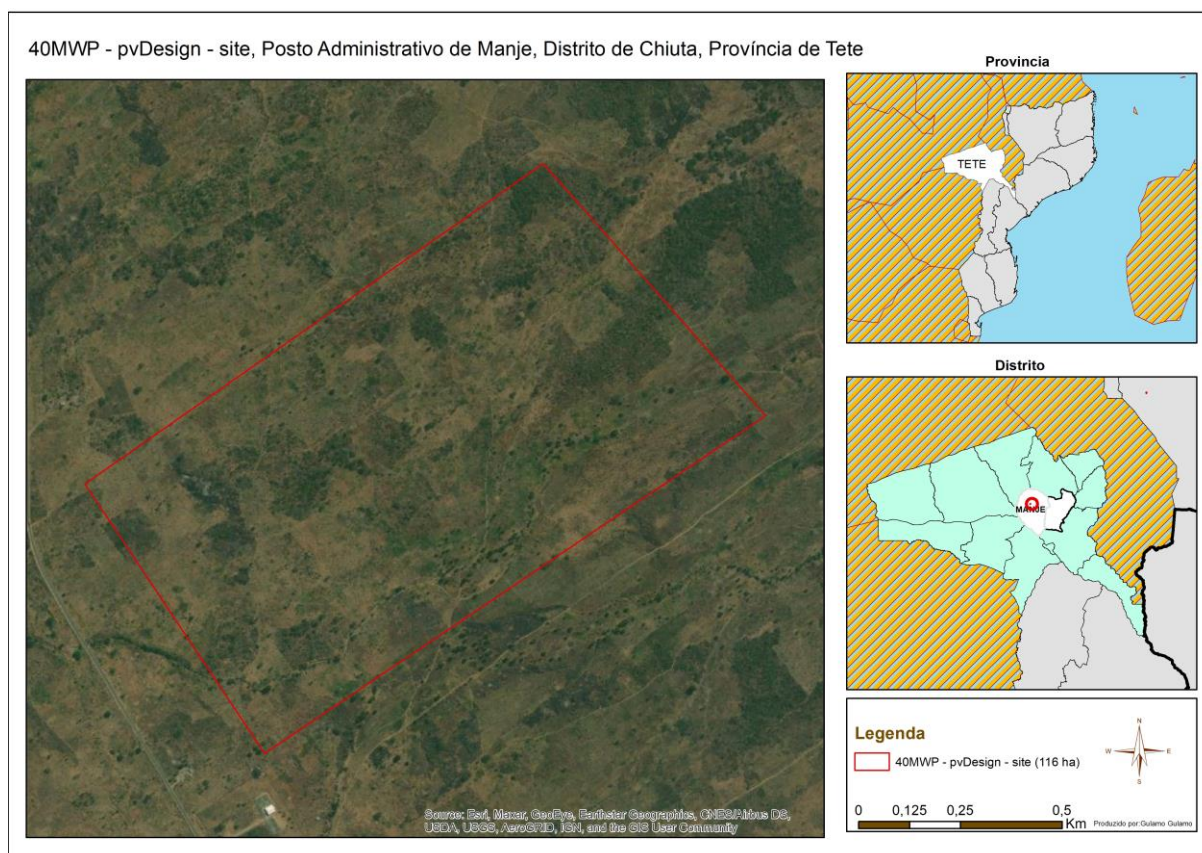 40MWP - pvDesign - site, Posto Administrativo de Manje, Distrito de Chiuta, Província de Tete
Source: Esri, Maxar, GeoEye, Earthstar Geographics, CNES/Airbus DS,
USDA, USGS, AeroGRID, IGN, and the GIS User Community
Provincia
TETE
Distrito
MANJE
Legenda
40MWP - pvDesign - site (116 ha)
N
W E
S
0 0,125 0,25 0,5
Km
Produzido por:Gulamo Gulamo